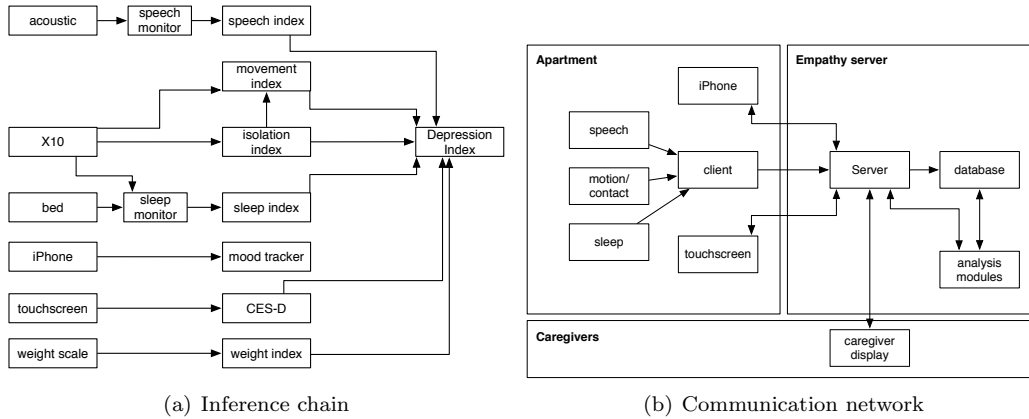 acoustic
speech
monitor
speech index
movement
index
X10
isolation
index
Depression
Index
bed
sleep
monitor
sleep index
iPhone
mood tracker
touchscreen
CES-D
weight scale
weight index
(a) Inference chain
Apartment
Empathy server
iPhone
speech
motion/
contact
client
Server
database
sleep
touchscreen
analysis
modules
Caregivers
caregiver
display
(b) Communication network